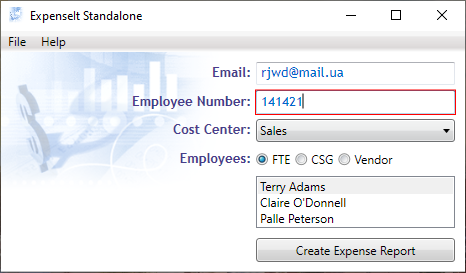 ExpenseIt Standalone
File Help
Email: rjwd@mail.ua
Employee Number: 141421
Cost Center: Sales
Employees: FTE CSG Vendor
Terry Adams
Claire O'Donnell
Palle Peterson
Create Expense Report